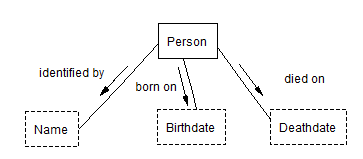 Person
identified by
born on
died on
Name
Birthdate
Deathdate